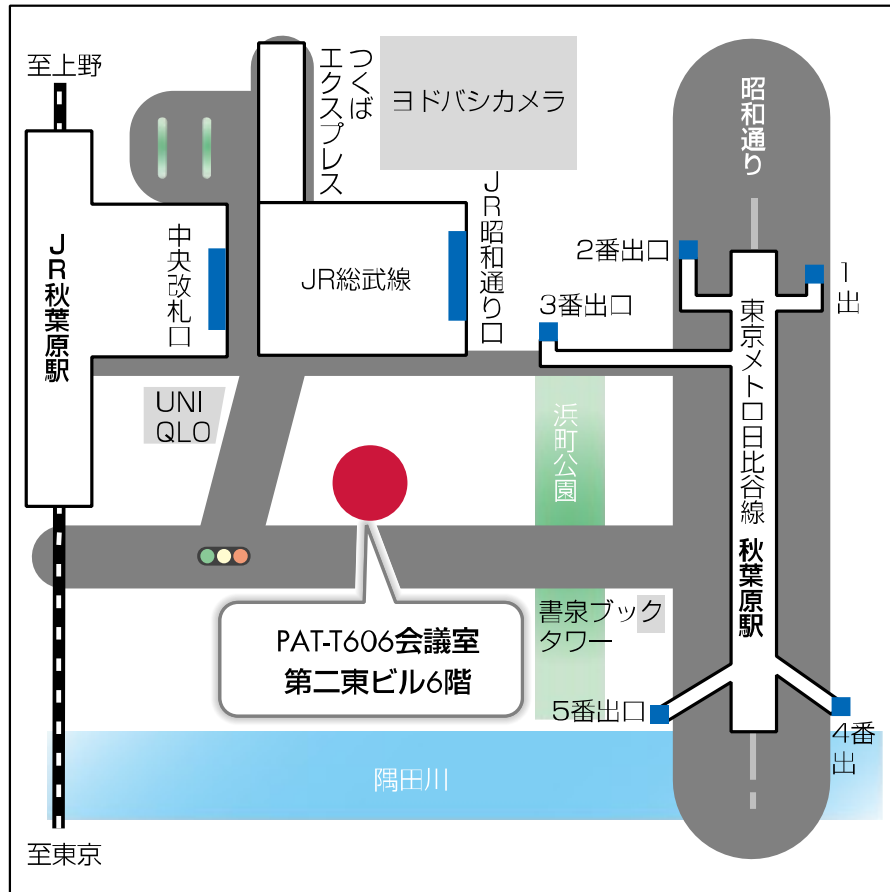 至上野
つくば
エクスプレス
ヨドバシカメラ
昭和通り
JR秋葉原駅
中央改札口
JR総武線
JR昭和通り口
2番出口
1
出
3番出口
東京メトロ日比谷線 秋葉原駅
UNI
QLO
浜町公園
PAT-T606会議室
第二東ビル6階
書泉ブック
タワー
5番出口
4番
出
隅田川
至東京